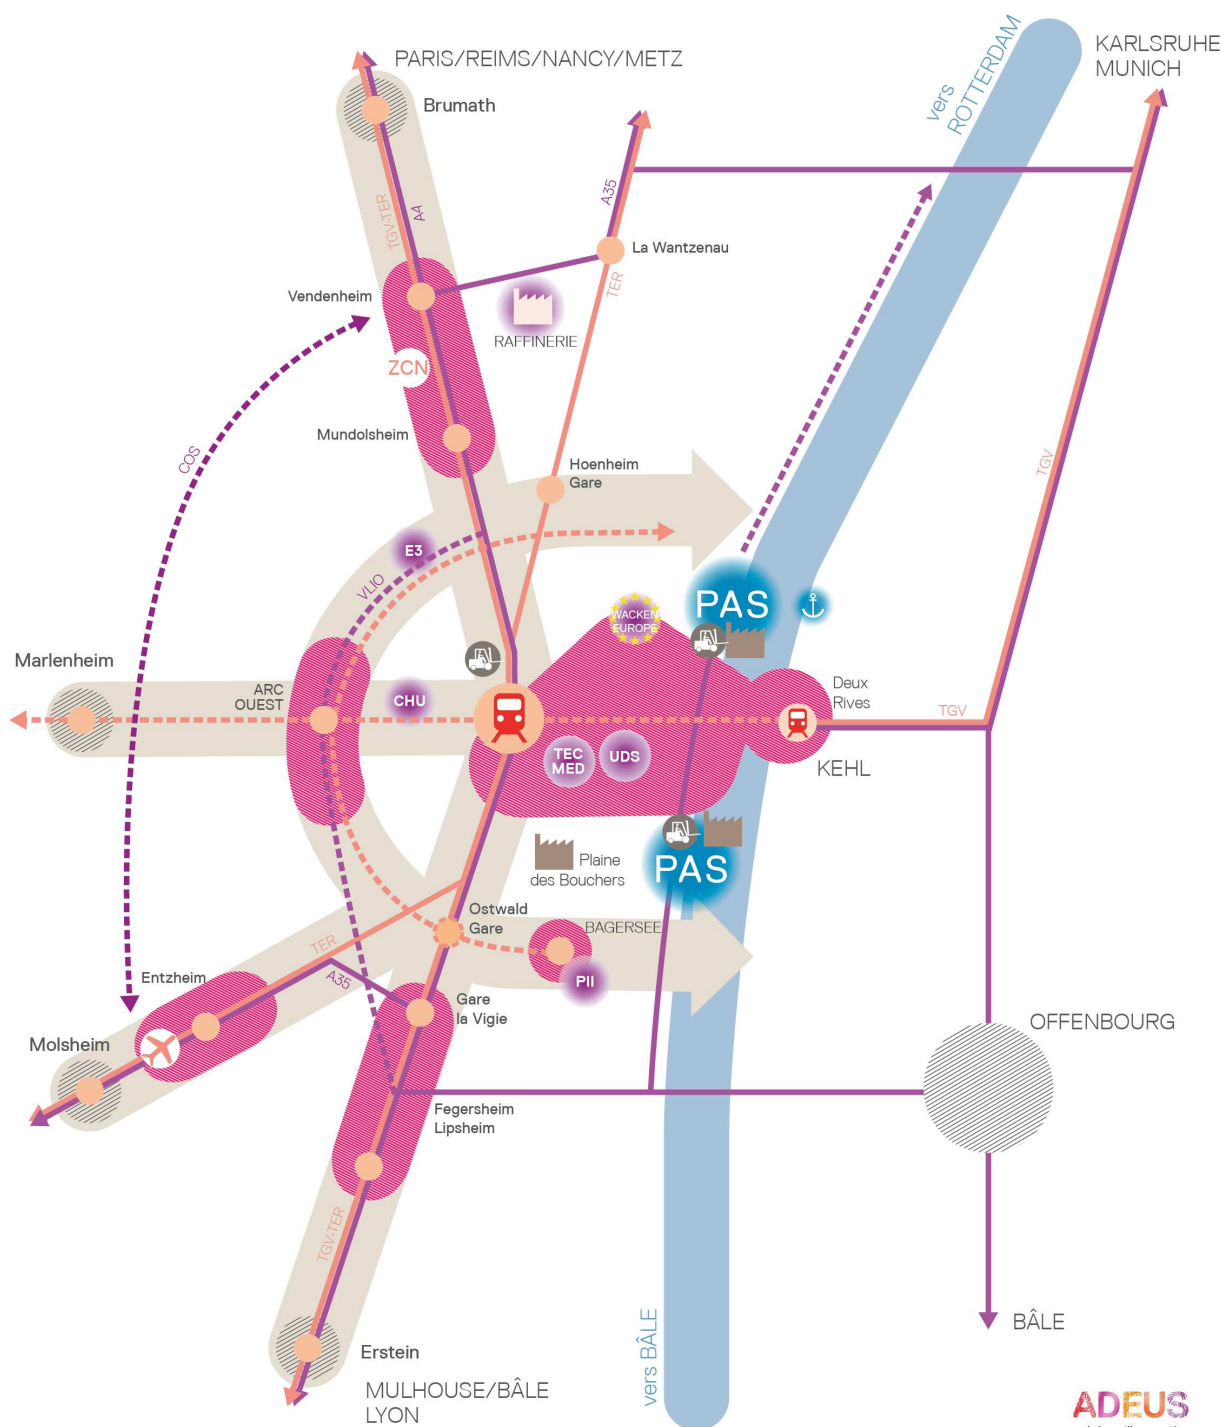 PARIS/REIMS/NANCY/METZ
KARLSRUHE
MUNICH
vers
ROTTERDAM
Brumath
TGV-TER
A4
A35
La Wantzenau
TER
Vendenheim
RAFFINERIE
ZCN
COS
Mundolsheim
TGV
Hoenheim
Gare
E3
VLIO
WACKEN
EUROPE
PAS
Marlenheim
ARC
OUEST
CHU
Deux
Rives
TGV
TEC
MED
UDS
KEHL
Plaine
des Bouchers
PAS
Ostwald
Gare
BAGERSEE
TER
A35
Entzheim
PII
Gare
la Vigie
Molsheim
OFFENBOURG
Fegersheim
Lipsheim
TGV-TER
BÂLE
vers BÂLE
Erstein
MULHOUSE/BÂLE
LYON
ADEUS